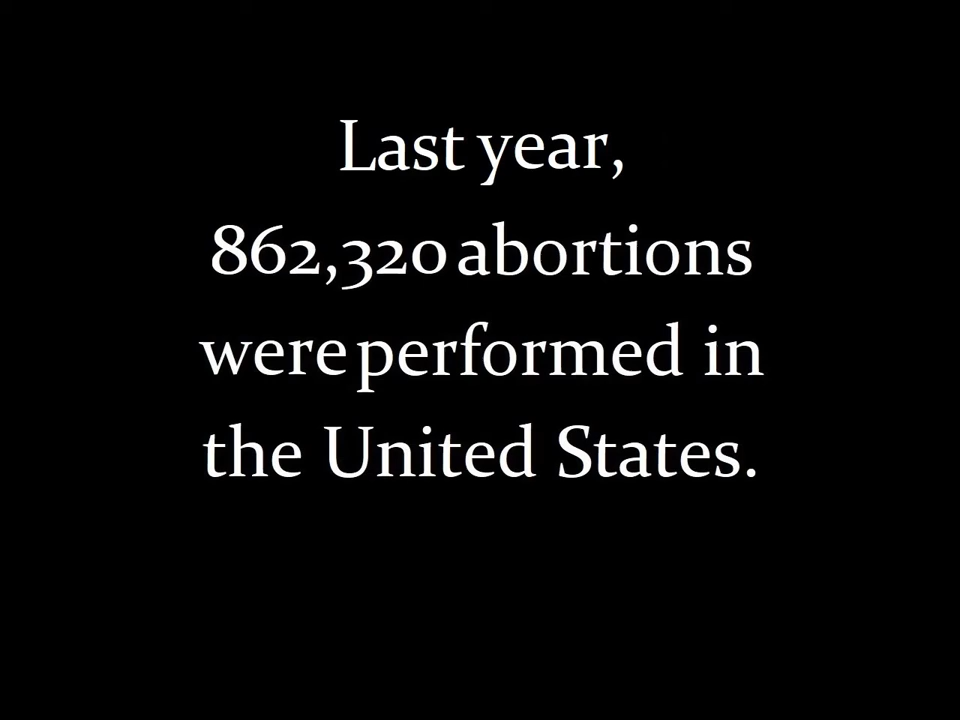 Last year,
862,320 abortions
were performed in
the United States.